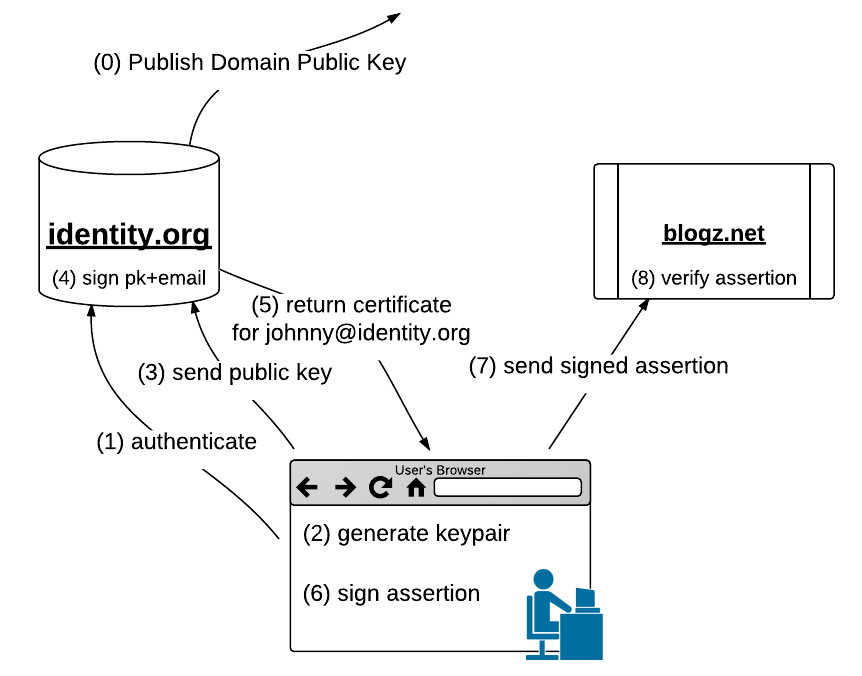 (0) Publish Domain Public Key
identity.org
(4) sign pk+email
blogz.net
(8) verify assertion
(5) return certificate
for johnny@identity.org
(3) send public key
(7) send signed assertion
(1) authenticate
User's Browser
(2) generate keypair
(6) sign assertion